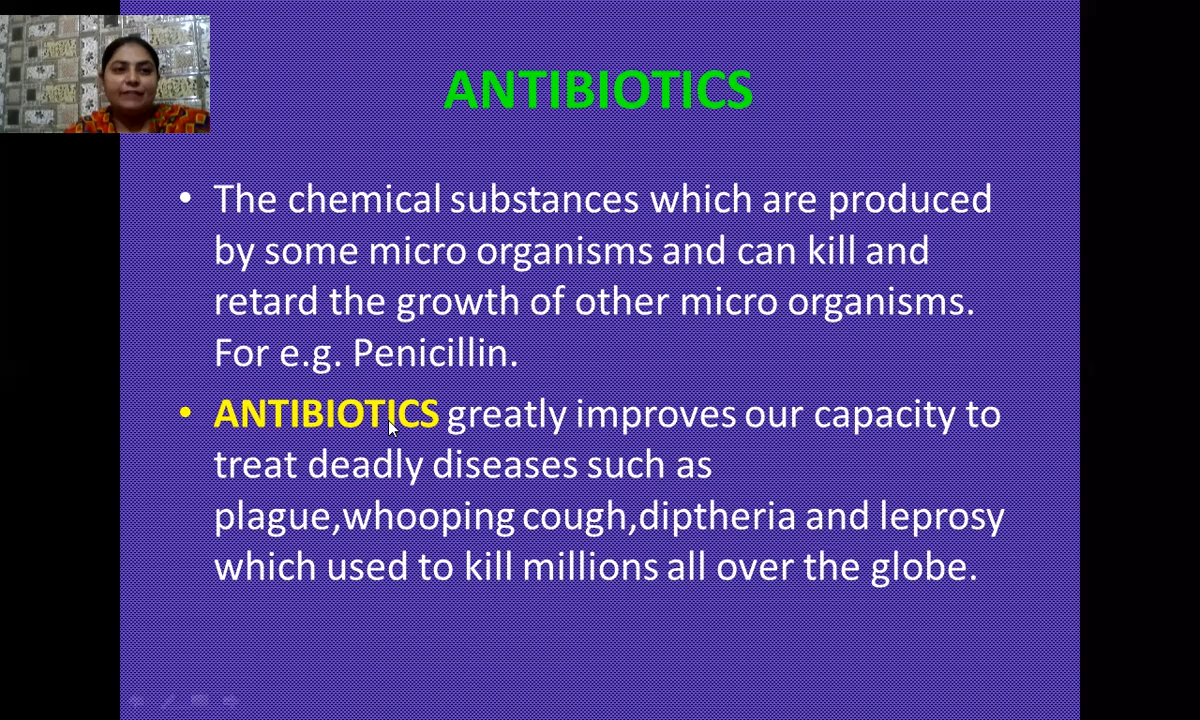 ANTIBIOTICS
• The chemical substances which are produced
by some micro organisms and can kill and
retard the growth of other micro organisms.
For e.g. Penicillin.
• ANTIBIOTICS greatly improves our capacity to
treat deadly diseases such as
plague,whooping cough,diptheria and leprosy
which used to kill millions all over the globe.